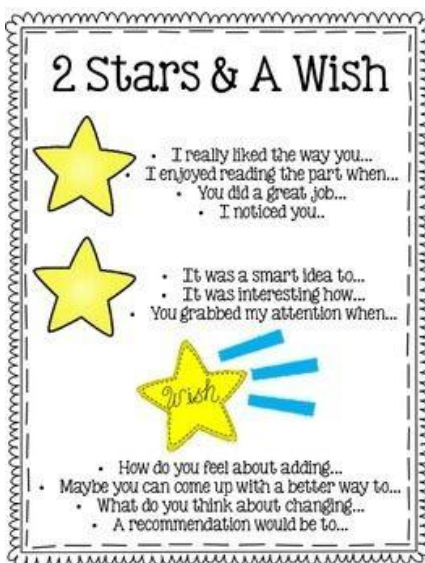 2 Stars & A Wish
• I really liked the way you...
• I enjoyed reading the part when...
• You did a great job...
• I noticed you..
• It was a smart idea to...
• It was interesting how...
• You grabbed my attention when...
Wish
• How do you feel about adding...
• Maybe you can come up with a better way to...
• What do you think about changing...
• A recommendation would be to...